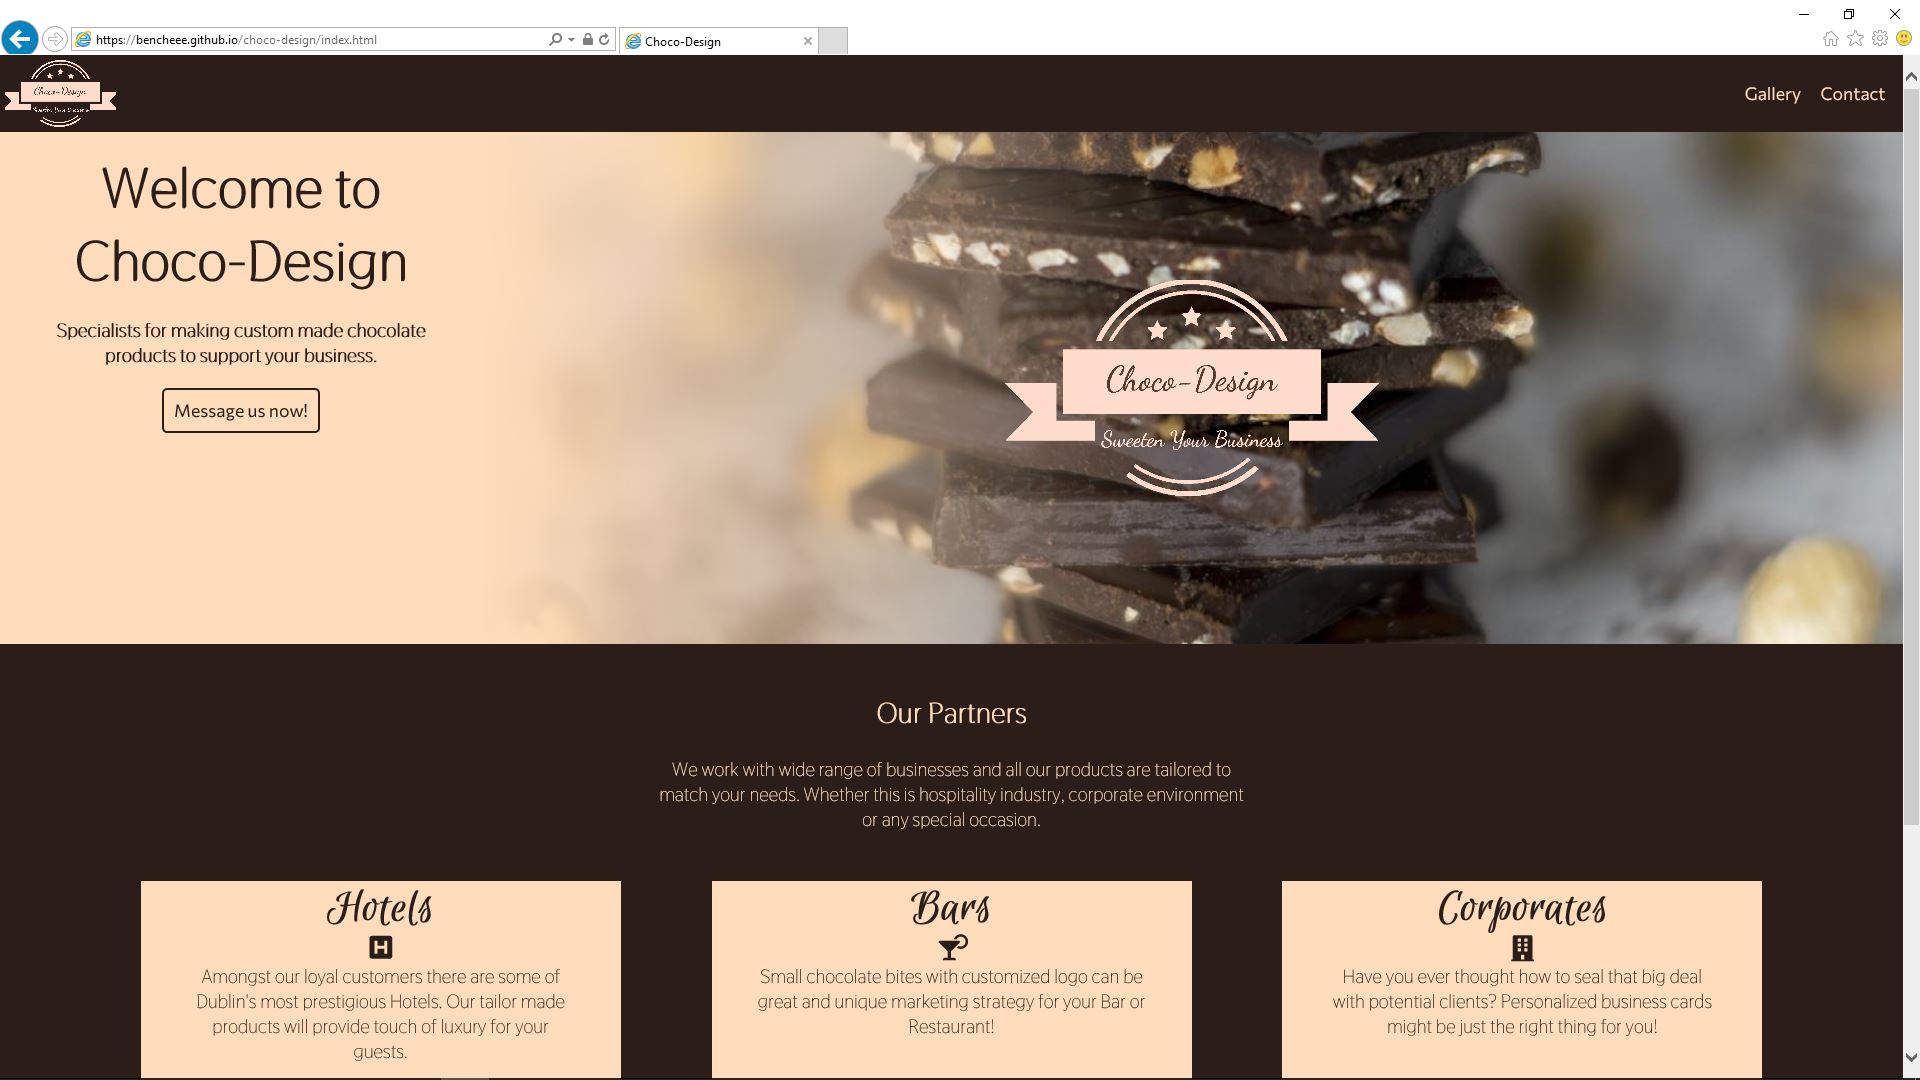 https://bencheee.github.io/choco-design/index.html
Choco-Design
Choco-Design
Gallery
Contact
Welcome to
Choco-Design
Specialists for making custom made chocolate
products to support your business.
Message us now!
Choco-Design
Sweeten Your Business
Our Partners
We work with wide range of businesses and all our products are tailored to
match your needs. Whether this is hospitality industry, corporate environment
or any special occasion.
Hotels
H
Amongst our loyal customers there are some of
Dublin's most prestigious Hotels. Our tailor made
products will provide touch of luxury for your
guests.
Bars
Small chocolate bites with customized logo can be
great and unique marketing strategy for your Bar or
Restaurant!
Corporates
Have you ever thought how to seal that big deal
with potential clients? Personalized business cards
might be just the right thing for you!